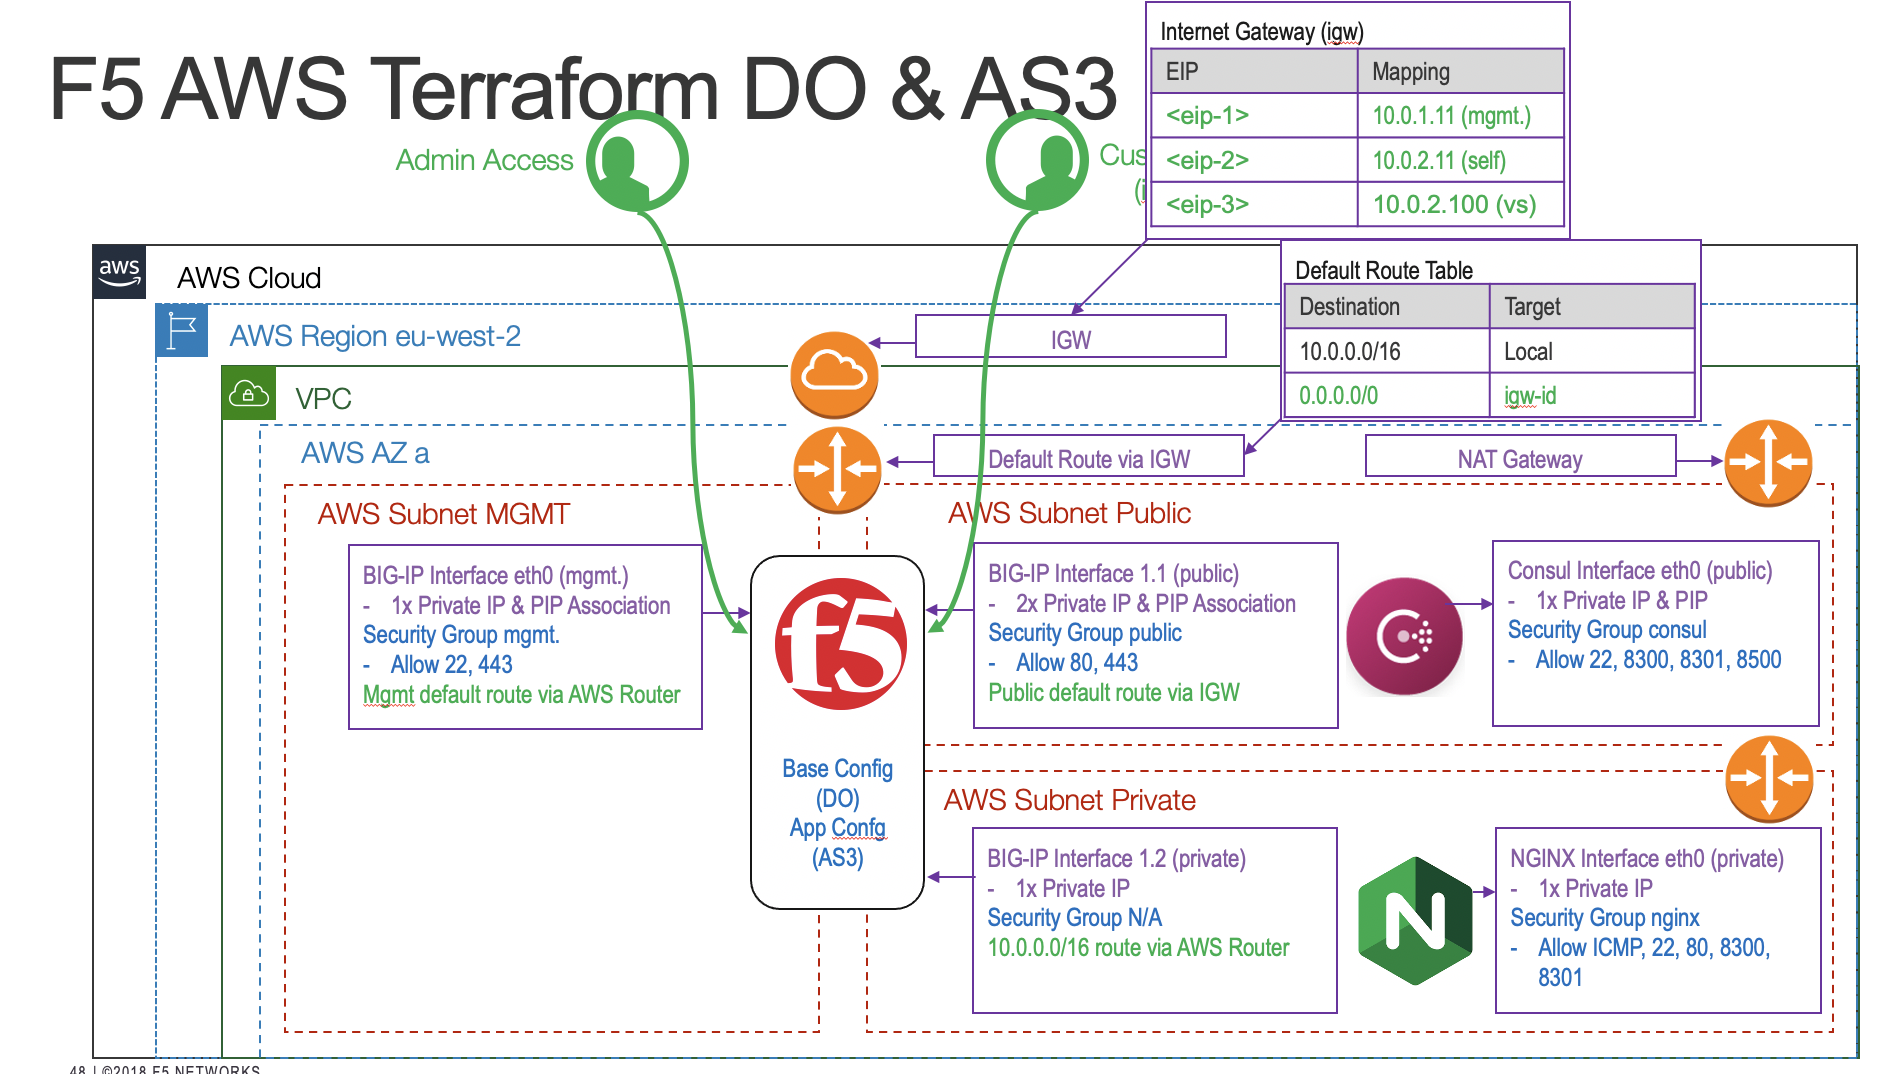 F5 AWS Terraform DO & AS3
Internet Gateway (igw)
EIP Mapping
<eip-1> 10.0.1.11 (mgmt.)
<eip-2> 10.0.2.11 (self)
<eip-3> 10.0.2.100 (vs)
Admin Access
Cus
(i
Default Route Table
Destination Target
10.0.0.0/16 Local
0.0.0.0/0 igw-id
aws
AWS Cloud
AWS Region eu-west-2
IGW
VPC
AWS AZ a
Default Route via IGW
NAT Gateway
AWS Subnet MGMT
BIG-IP Interface eth0 (mgmt.)
- 1x Private IP & PIP Association
Security Group mgmt.
- Allow 22, 443
Mgmt default route via AWS Router
f5
Base Config
(DO)
App Confg
(AS3)
AWS Subnet Public
BIG-IP Interface 1.1 (public)
- 2x Private IP & PIP Association
Security Group public
- Allow 80, 443
Public default route via IGW
C
Consul Interface eth0 (public)
- 1x Private IP & PIP
Security Group consul
- Allow 22, 8300, 8301, 8500
AWS Subnet Private
BIG-IP Interface 1.2 (private)
- 1x Private IP
Security Group N/A
10.0.0.0/16 route via AWS Router
N
NGINX Interface eth0 (private)
- 1x Private IP
Security Group nginx
- Allow ICMP, 22, 80, 8300,
8301
48 | ©2018 F5 NETWORKS